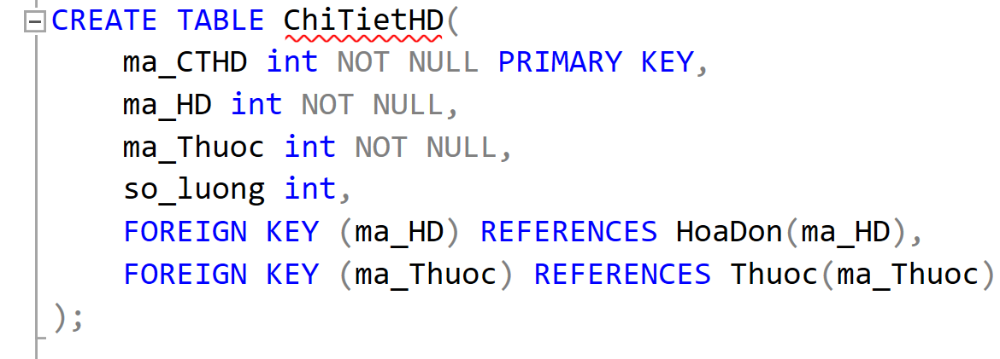 CREATE TABLE ChiTietHD(
ma_CTHD int NOT NULL PRIMARY KEY,
ma_HD int NOT NULL,
ma_Thuoc int NOT NULL,
so_luong int,
FOREIGN KEY (ma_HD) REFERENCES HoaDon(ma_HD),
FOREIGN KEY (ma_Thuoc) REFERENCES Thuoc(ma_Thuoc)
);